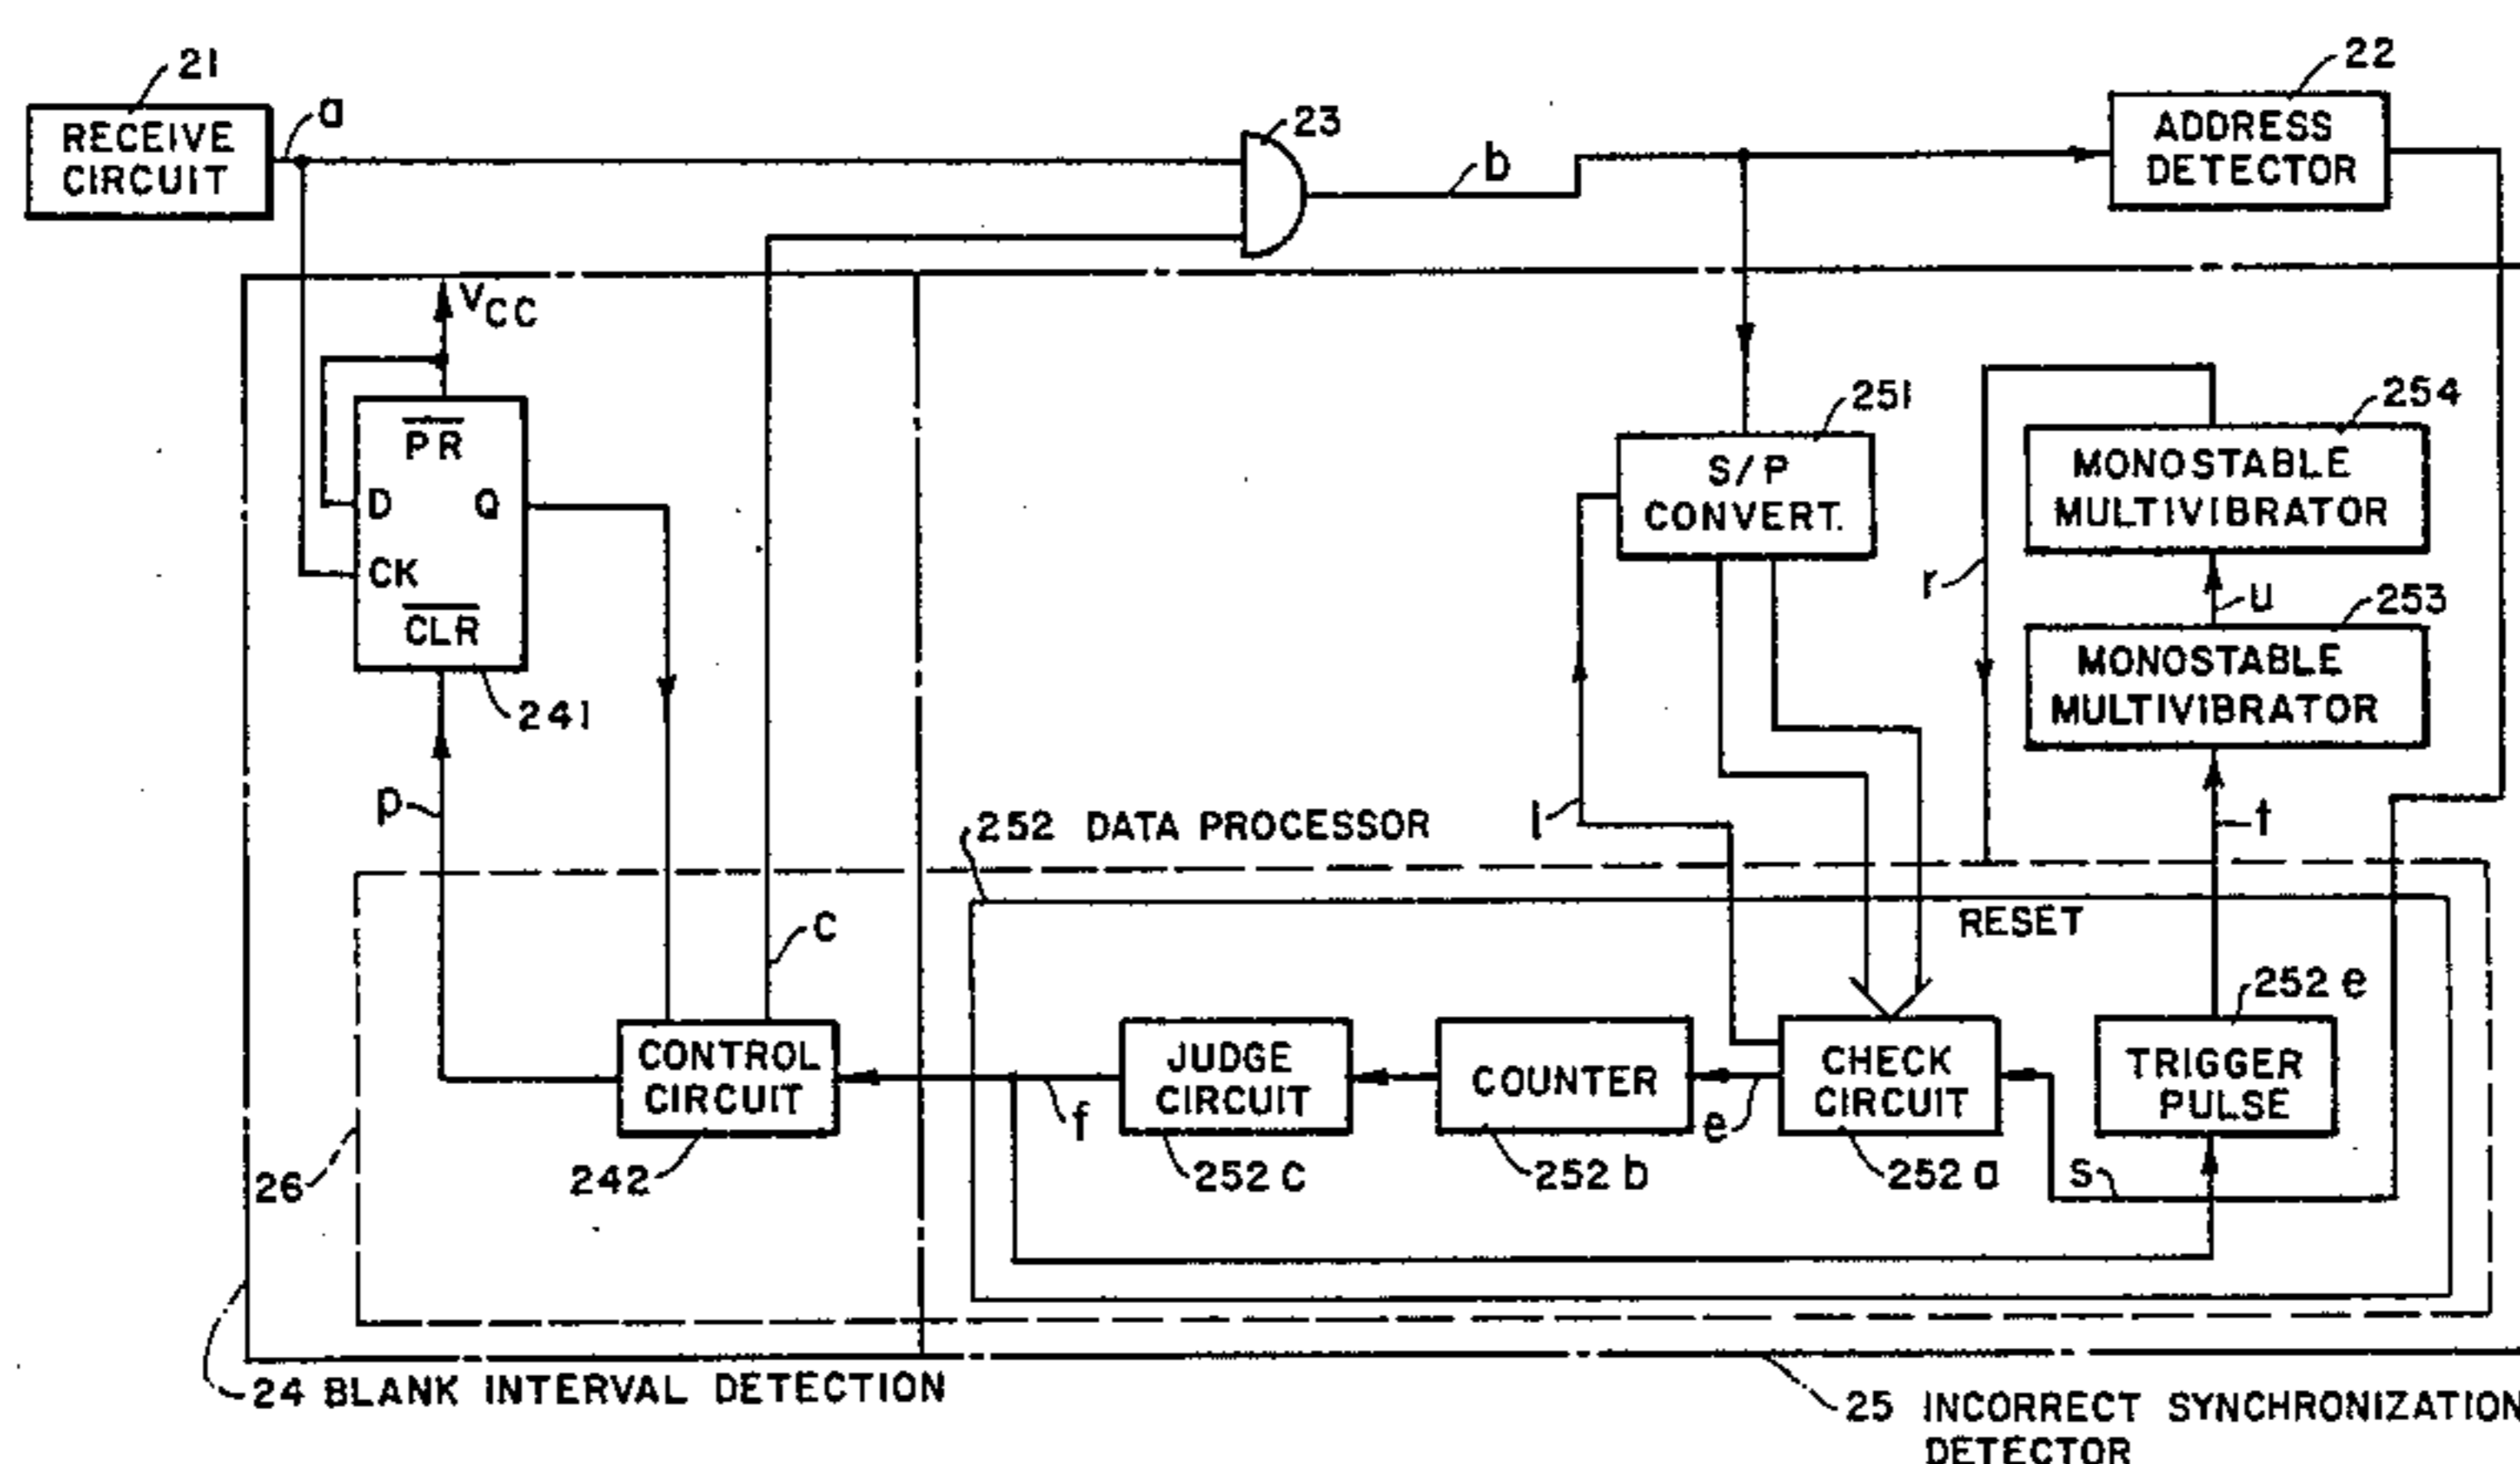 21
RECEIVE
CIRCUIT
a
23
b
22
ADDRESS
DETECTOR
VCC
PR
D Q
CK
CLR
241
p
251
S/P
CONVERT.
l
254
MONOSTABLE
MULTIVIBRATOR
r
u
253
MONOSTABLE
MULTIVIBRATOR
t
252 DATA PROCESSOR
RESET
c
CONTROL
CIRCUIT
242
26
f
JUDGE
CIRCUIT
252 c
COUNTER
252 b
e
CHECK
CIRCUIT
252 a
S
252 e
TRIGGER
PULSE
24 BLANK INTERVAL DETECTION
25 INCORRECT SYNCHRONIZATION
DETECTOR